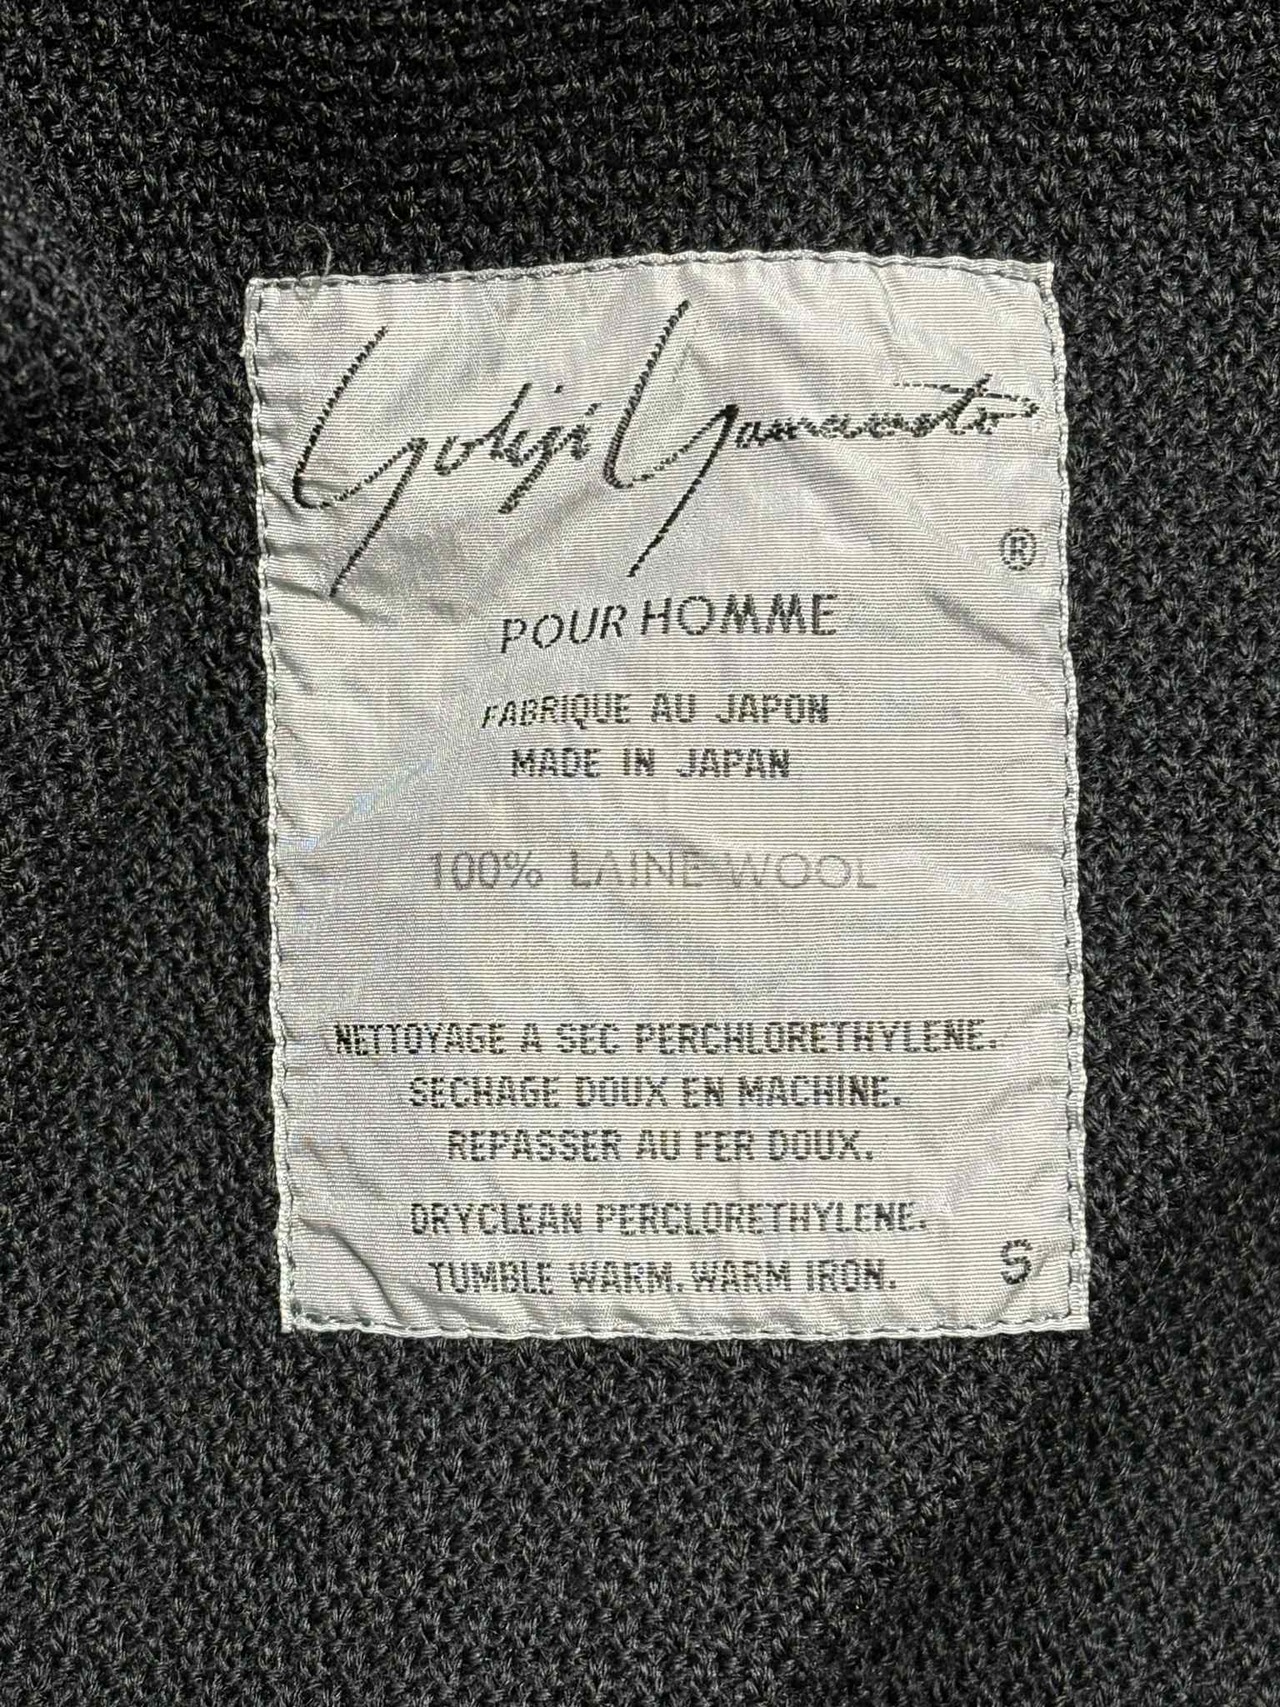 Yohji Yamamoto
®
POUR HOMME
FABRIQUE AU JAPON
MADE IN JAPAN
100% LAINE-WOOL
NETTOYAGE A SEC PERCHLORETHYLENE.
SECHAGE DOUX EN MACHINE.
REPASSER AU FER DOUX.
DRYCLEAN PERCLORETHYLENE.
TUMBLE WARM. WARM IRON.
S